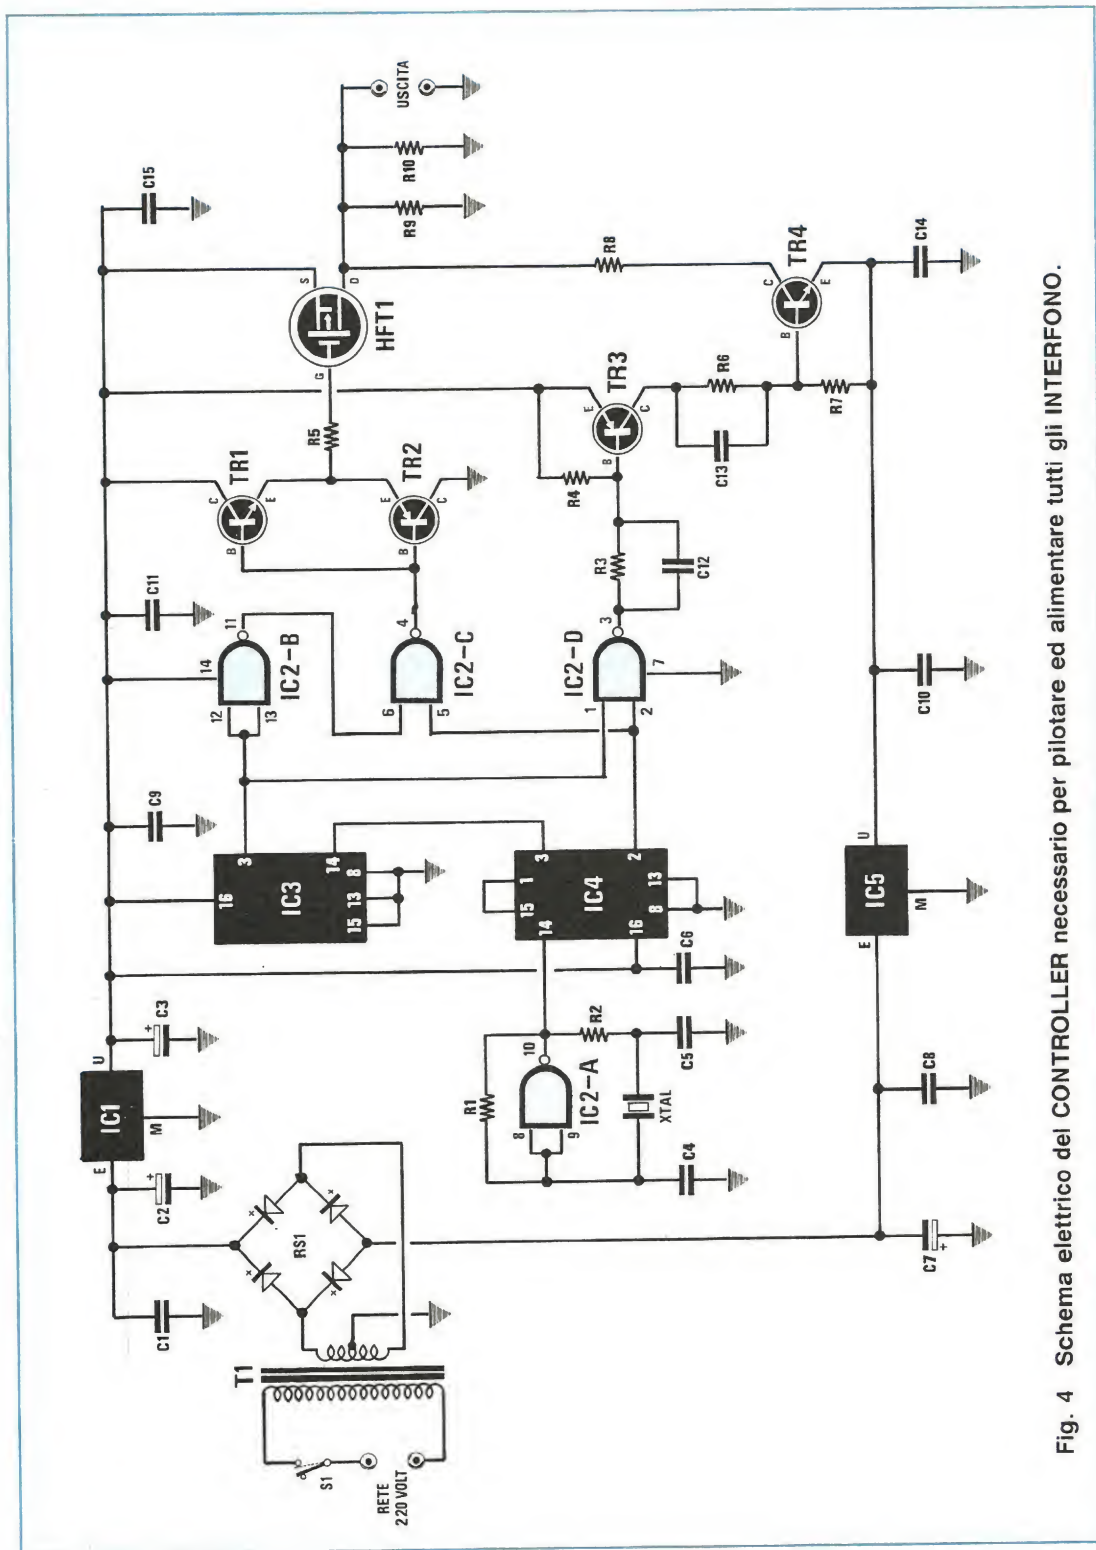 RETE
220 VOLT
S1
T1
C1
C2
+
E
IC1
U
M
C3
+
RS1
C7
+
C8
R1
8
9
IC2-A
10
R2
XTAL
C4
C5
C6
C9
16
IC3
3
14
15
13
8
15
1
3
14
IC4
2
16
8
13
E
IC5
U
M
C10
C11
14
12
13
11
IC2-B
6
5
4
IC2-C
1
2
3
7
IC2-D
B
C
TR1
E
E
TR2
B
C
R5
R3
C12
R4
B
E
TR3
C
C13
R6
R7
G
S
D
HFT1
C15
R9
R10
USCITA
R8
B
C
TR4
E
C14
Fig. 4 Schema elettrico del CONTROLLER necessario per pilotare ed alimentare tutti gli INTERFONO.